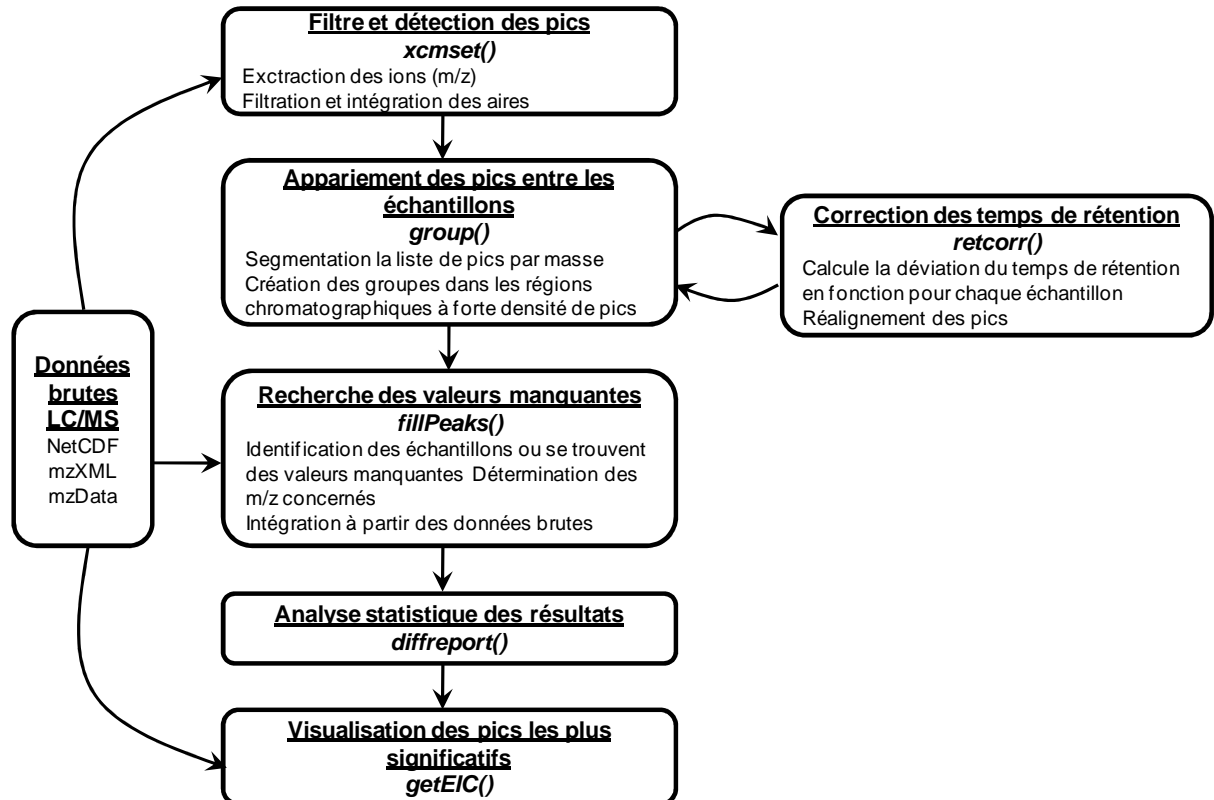 Filtre et détection des pics
xcmset()
Exctraction des ions (m/z)
Filtration et intégration des aires
Appariement des pics entre les
échantillons
group()
Segmentation la liste de pics par masse
Création des groupes dans les régions
chromatographiques à forte densité de pics
Correction des temps de rétention
retcorr()
Calcule la déviation du temps de rétention
en fonction pour chaque échantillon
Réalignement des pics
Données
brutes
LC/MS
NetCDF
mzXML
mzData
Recherche des valeurs manquantes
fillPeaks()
Identification des échantillons ou se trouvent
des valeurs manquantes Détermination des
m/z concernés
Intégration à partir des données brutes
Analyse statistique des résultats
diffreport()
Visualisation des pics les plus
significatifs
getEIC()